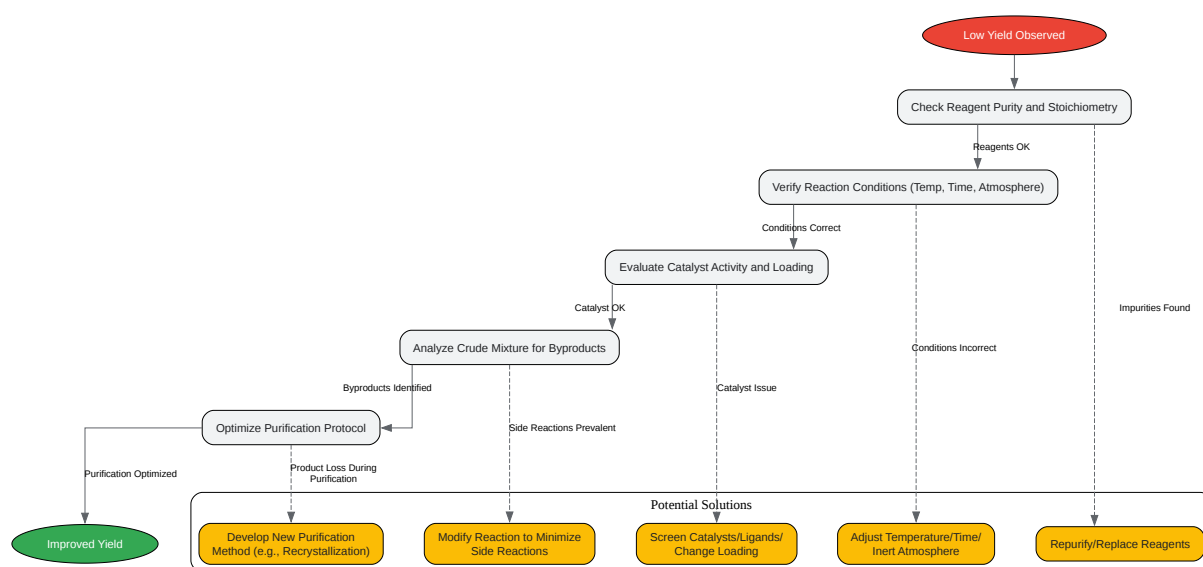 Low Yield Observed
Check Reagent Purity and Stoichiometry
Reagents OK
Verify Reaction Conditions (Temp, Time, Atmosphere)
Conditions Correct
Evaluate Catalyst Activity and Loading
Catalyst OK
Impurities Found
Analyze Crude Mixture for Byproducts
Conditions Incorrect
Byproducts Identified
Catalyst Issue
Optimize Purification Protocol
Side Reactions Prevalent
Purification Optimized
Product Loss During
Purification
Potential Solutions
Improved Yield
Develop New Purification
Method (e.g., Recrystallization)
Modify Reaction to Minimize
Side Reactions
Screen Catalysts/Ligands/
Change Loading
Adjust Temperature/Time/
Inert Atmosphere
Repurify/Replace Reagents